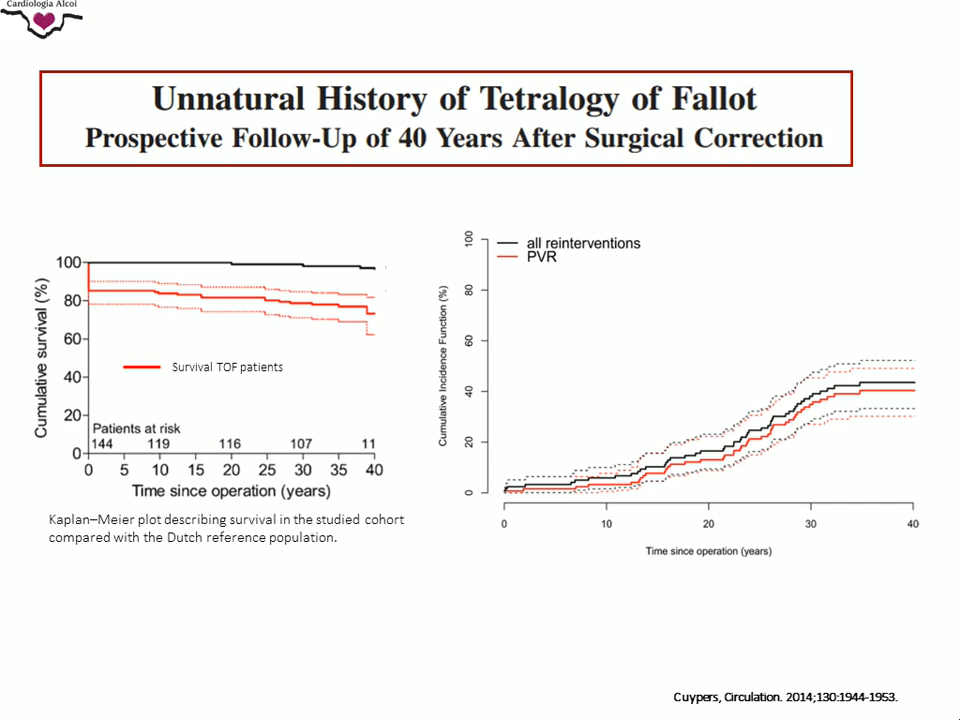 Cardiología Alcoi
Unnatural History of Tetralogy of Fallot
Prospective Follow-Up of 40 Years After Surgical Correction
Cumulative survival (%)
100
80
60
40
20
0
Survival TOF patients
Patients at risk
144 119 116 107 11
0 5 10 15 20 25 30 35 40
Time since operation (years)
Kaplan–Meier plot describing survival in the studied cohort
compared with the Dutch reference population.
all reinterventions
PVR
Cumulative Incidence Function (%)
100
80
60
40
20
0
0 10 20 30 40
Time since operation (years)
Cuypers, Circulation. 2014;130:1944-1953.